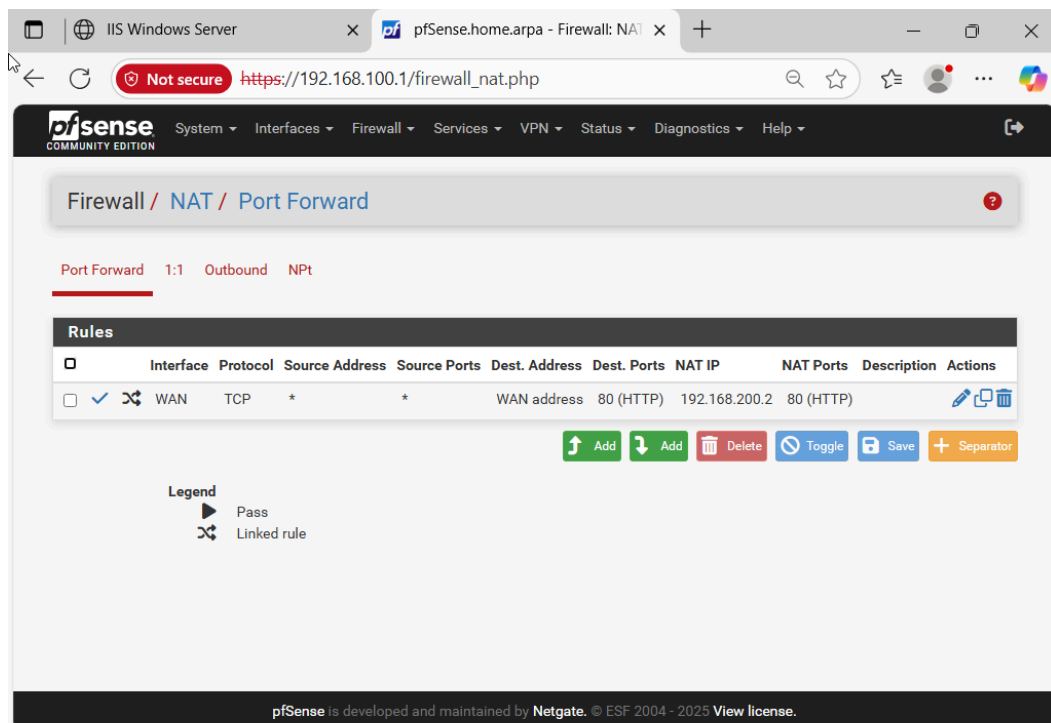 IIS Windows Server
pfSense.home.arpa - Firewall: NAT
Not secure https://192.168.100.1/firewall_nat.php
pfsense
COMMUNITY EDITION
System Interfaces Firewall Services VPN Status Diagnostics Help
Firewall / NAT / Port Forward
Port Forward 1:1 Outbound NPt
Rules
Interface Protocol Source Address Source Ports Dest. Address Dest. Ports NAT IP NAT Ports Description Actions
WAN TCP * * WAN address 80 (HTTP) 192.168.200.2 80 (HTTP)
Add Add Delete Toggle Save Separator
Legend
Pass
Linked rule
pfSense is developed and maintained by Netgate. © ESF 2004 - 2025 View license.